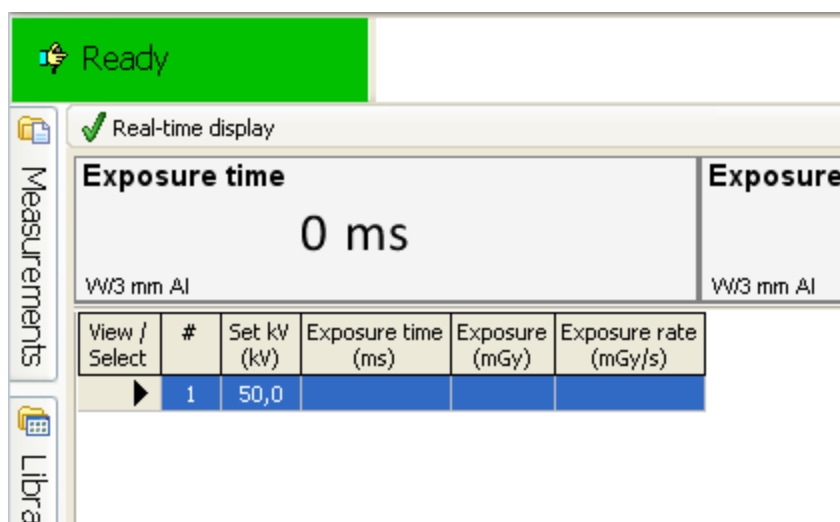 Ready
Real-time display
Measurements
Exposure time
0 ms
W/3 mm Al
Exposure
W/3 mm Al
View / Select # Set kV (kV) Exposure time (ms) Exposure (mGy) Exposure rate (mGy/s)
1 50,0
Libra